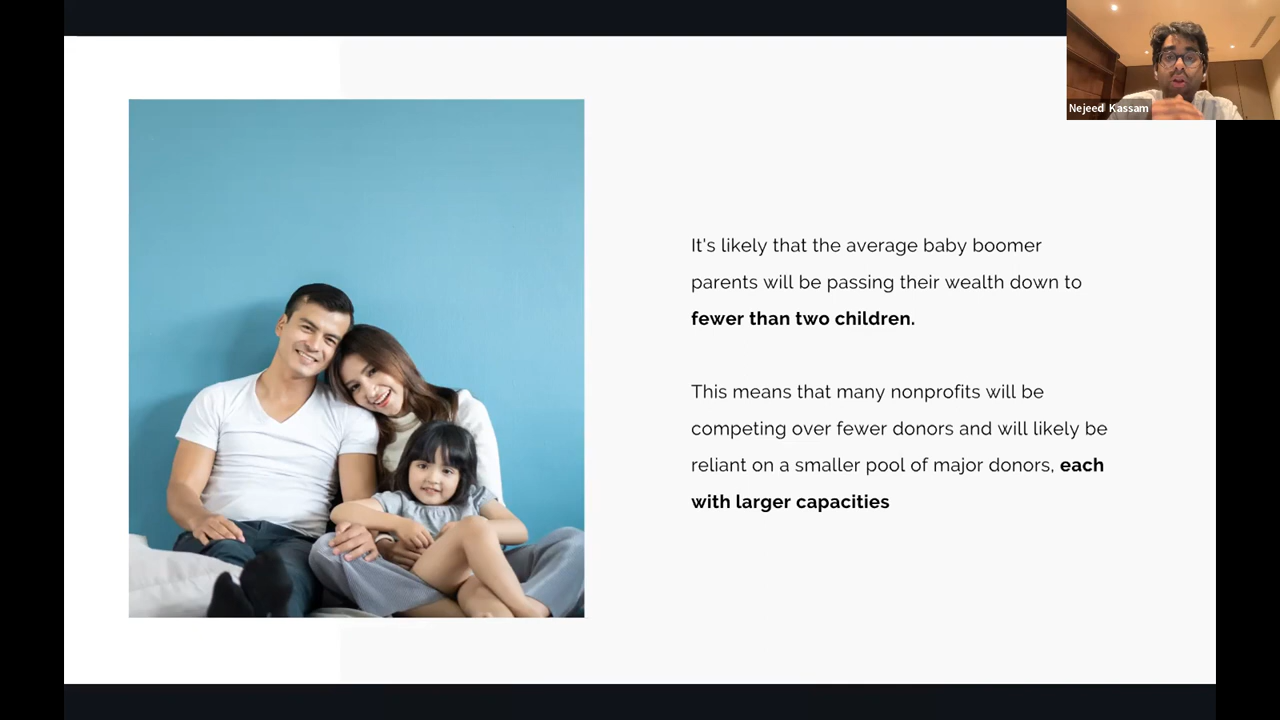 Nejeed Kassam
It's likely that the average baby boomer
parents will be passing their wealth down to
fewer than two children.
This means that many nonprofits will be
competing over fewer donors and will likely be
reliant on a smaller pool of major donors, each
with larger capacities